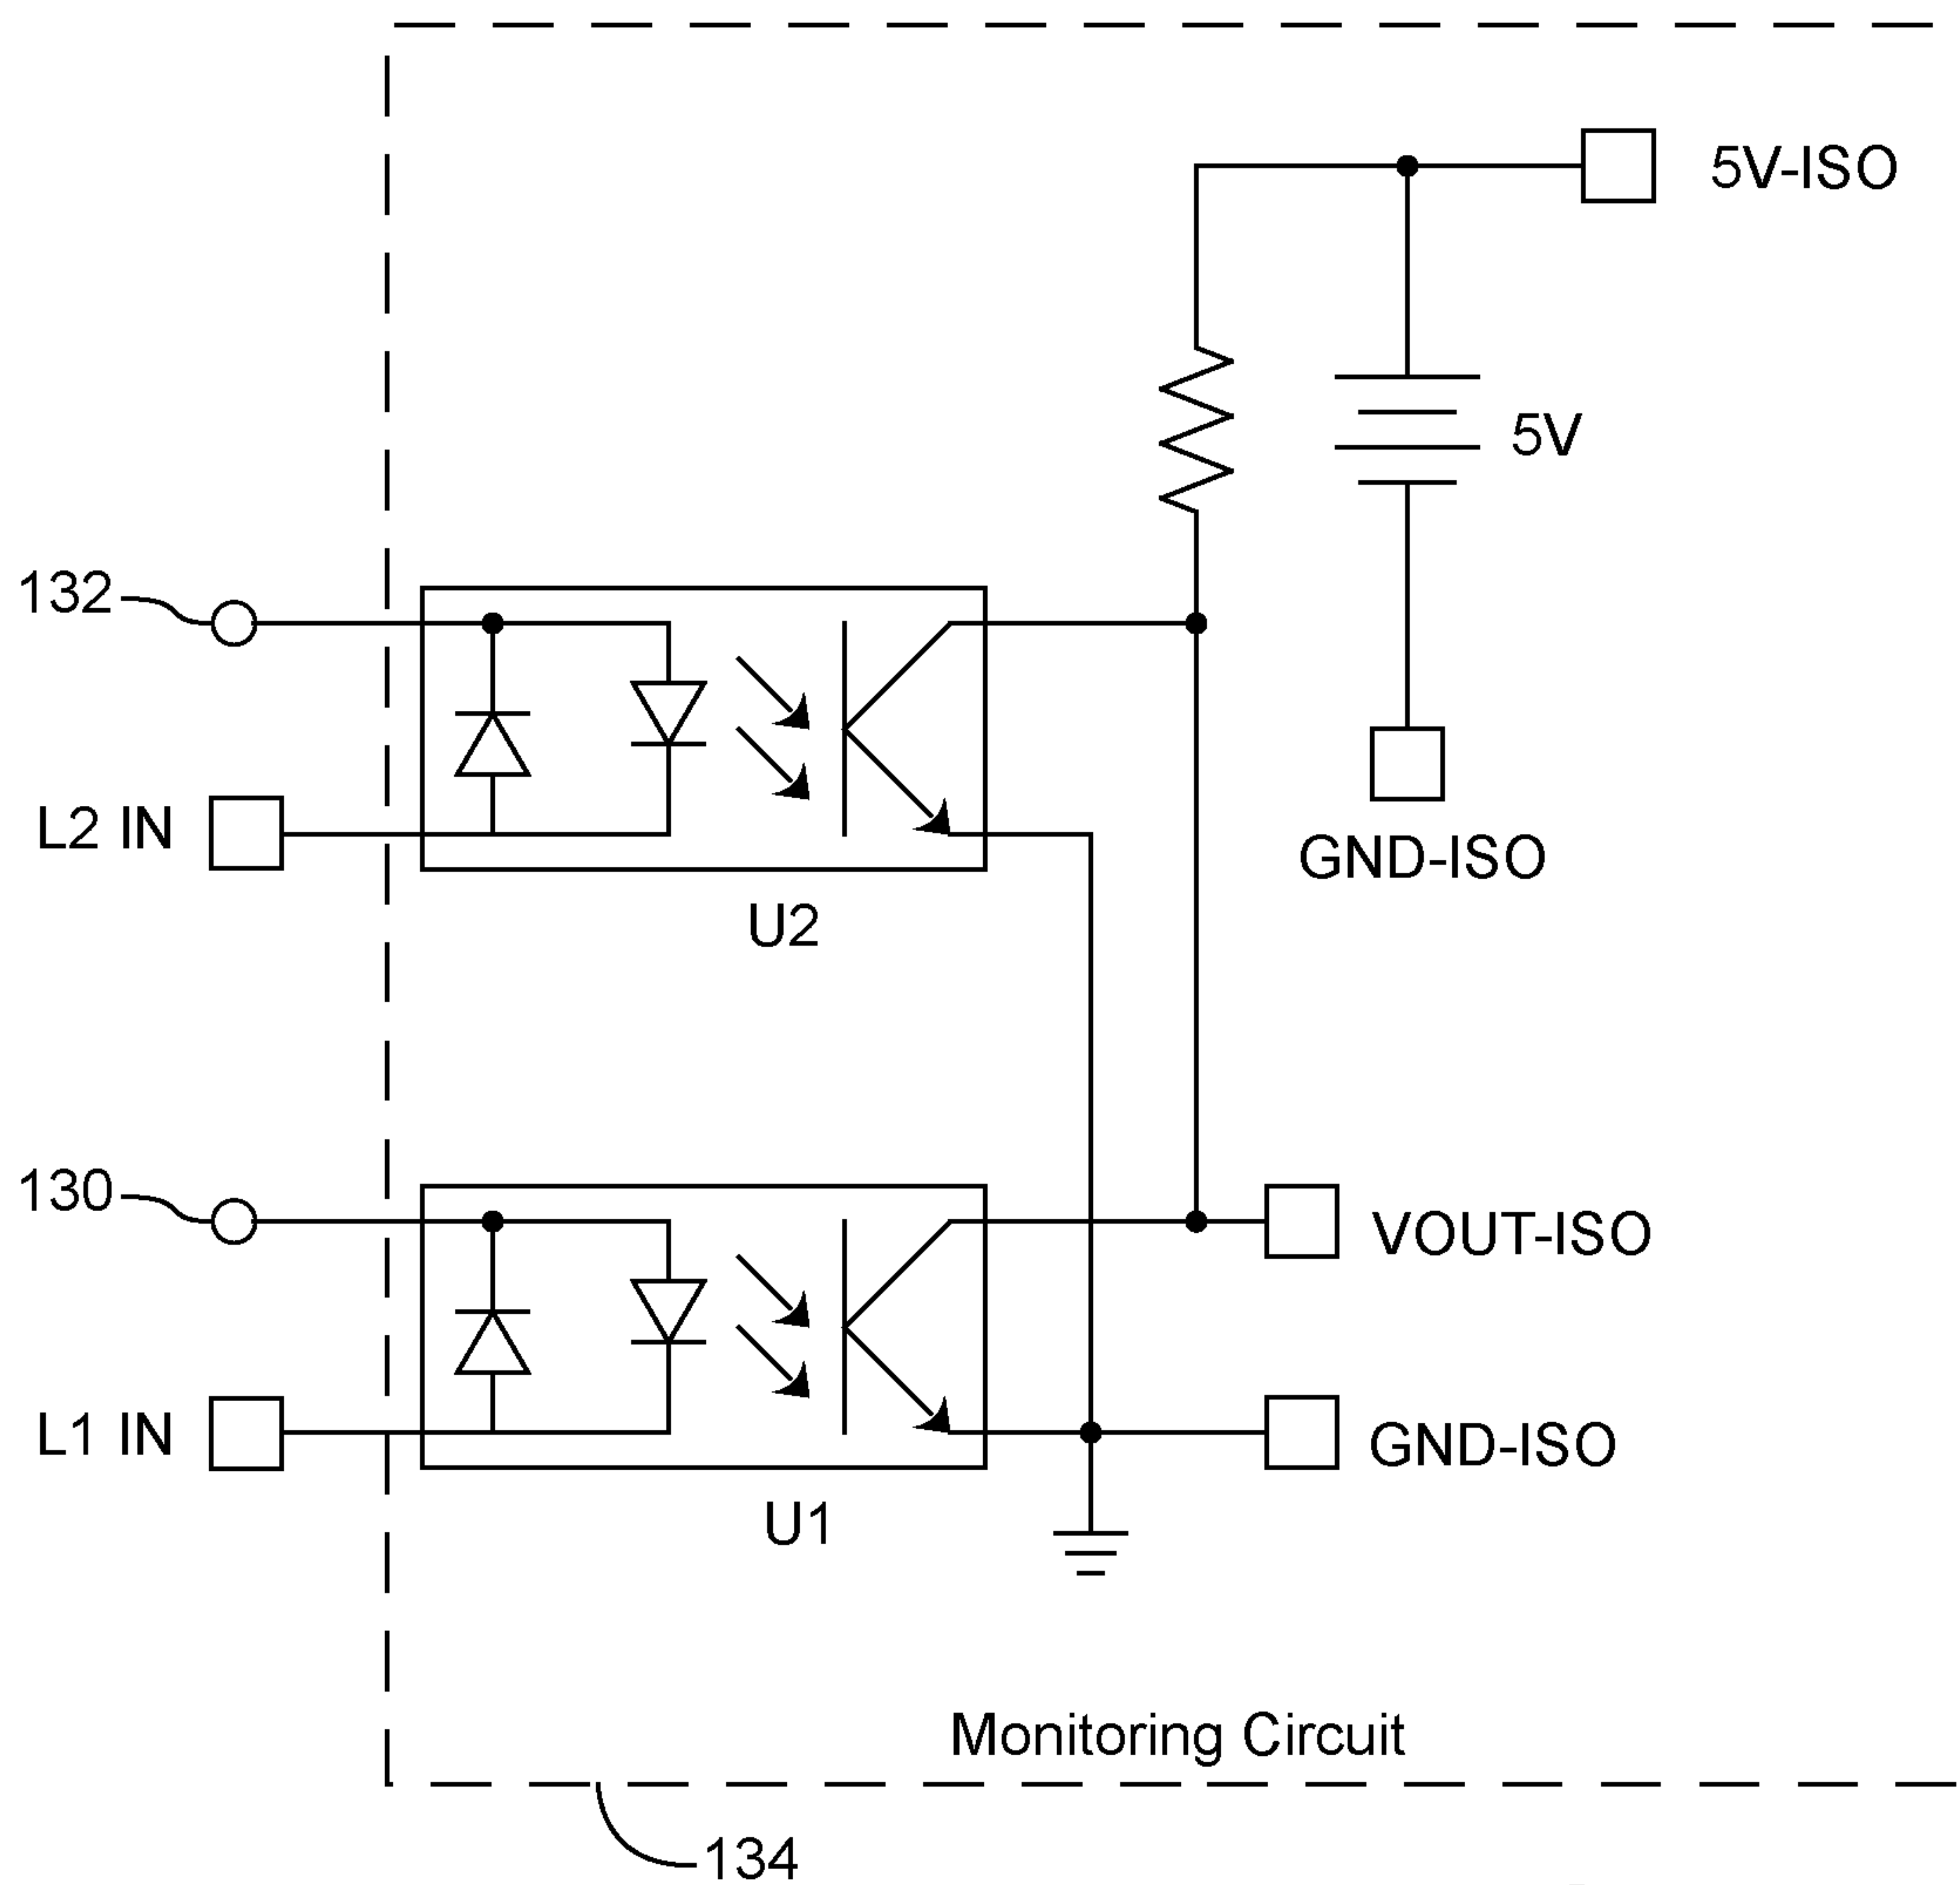 5V-ISO
5V
132
L2 IN
GND-ISO
U2
130
VOUT-ISO
L1 IN
GND-ISO
U1
Monitoring Circuit
134